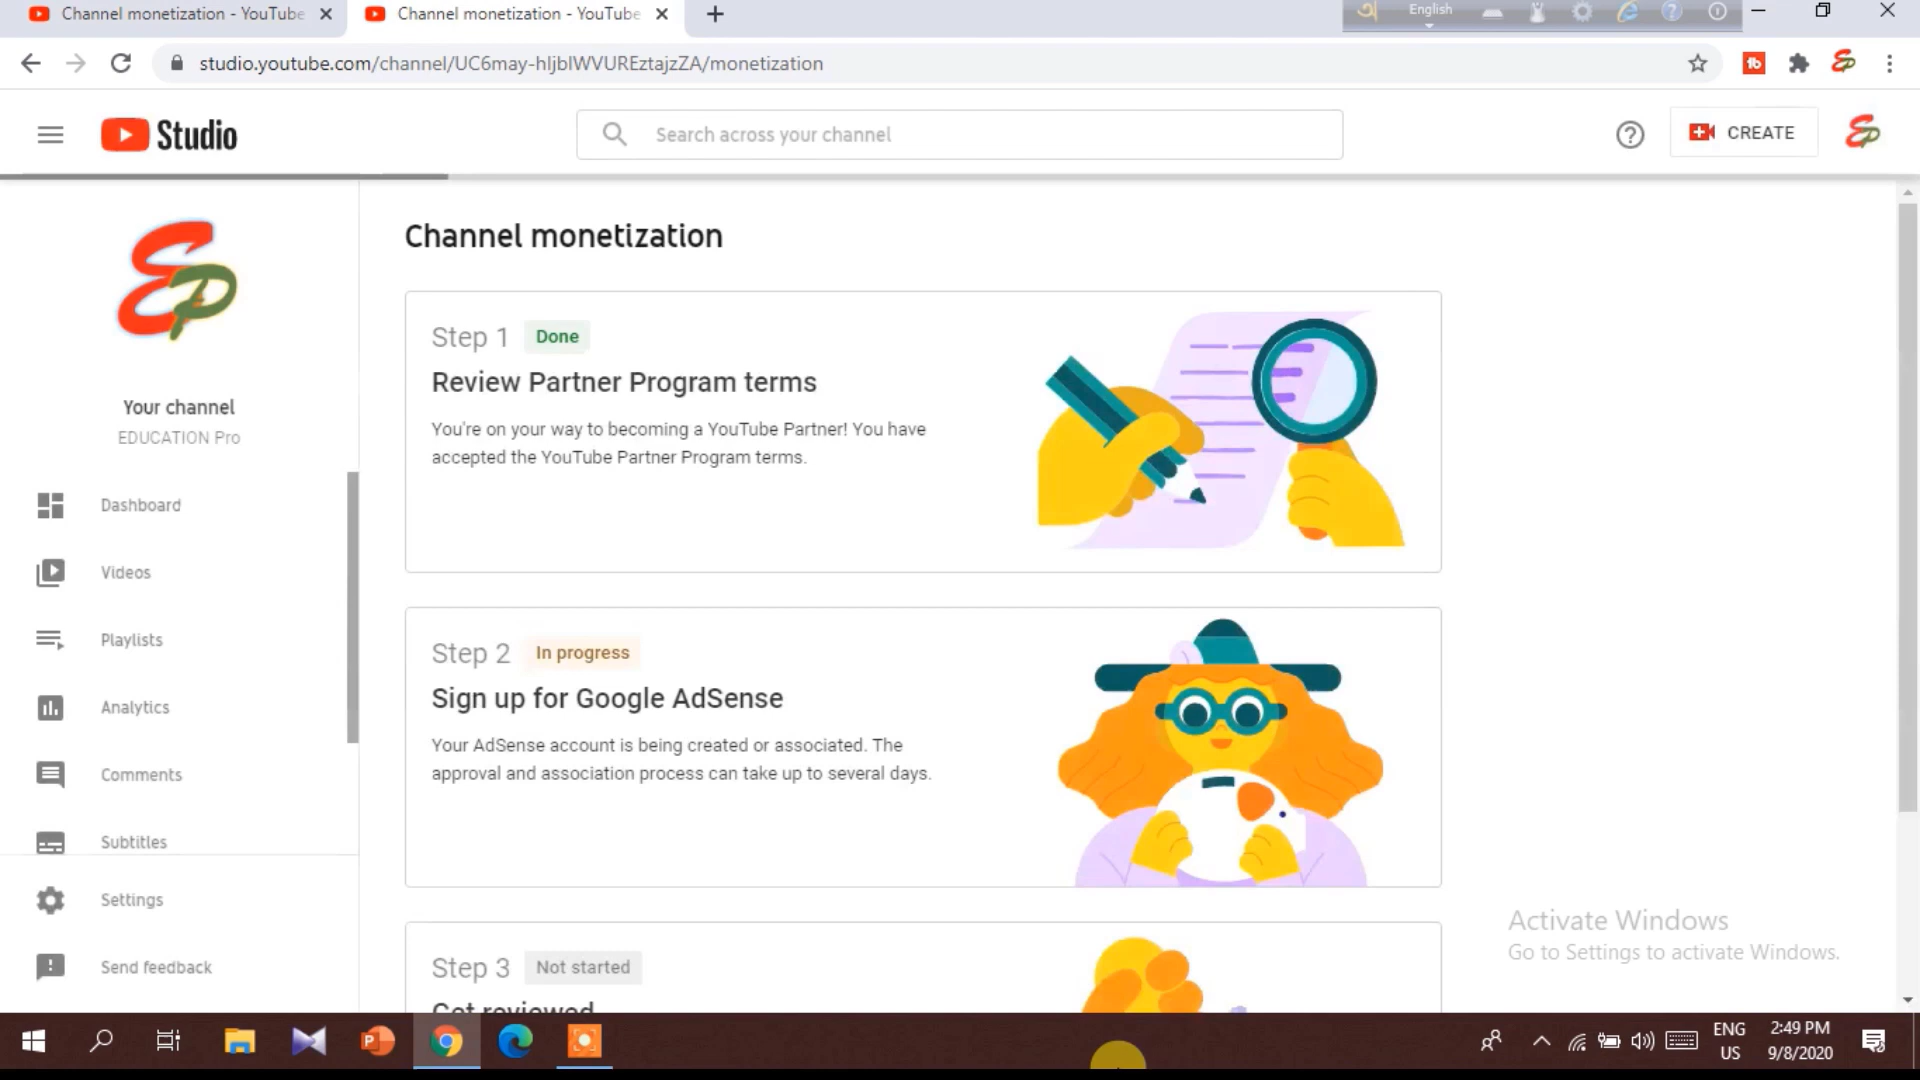 Channel monetization - YouTube
Channel monetization - YouTube
English
studio.youtube.com/channel/UC6may-hIjblWVUREztajzZA/monetization
Studio
Search across your channel
CREATE
EP
Your channel
EDUCATION Pro
Dashboard
Videos
Playlists
Analytics
Comments
Subtitles
Settings
Send feedback
Channel monetization
Step 1 Done
Review Partner Program terms
You're on your way to becoming a YouTube Partner! You have
accepted the YouTube Partner Program terms.
Step 2 In progress
Sign up for Google AdSense
Your AdSense account is being created or associated. The
approval and association process can take up to several days.
Step 3 Not started
Get reviewed
Activate Windows
Go to Settings to activate Windows.
ENG
US
2:49 PM
9/8/2020